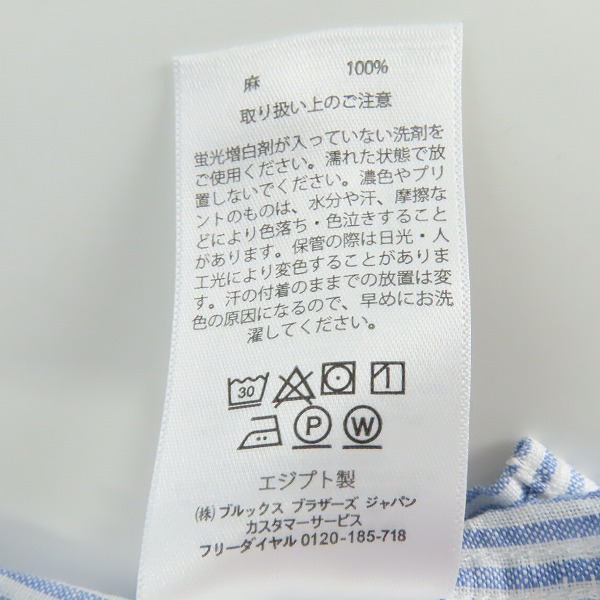 麻 100%
取り扱い上のご注意
蛍光増白剤が入っていない洗剤を
ご使用ください。濡れた状態で放
置しないでください。濃色やプリ
ントのものは、水分や汗、摩擦な
どにより色落ち・色泣きすること
があります。保管の際は日光・人
工光により変色することがありま
す。汗の付着のままでの放置は変
色の原因になるので、早めにお洗
濯してください。
30
P W
エジプト製
(株) ブルックス ブラザーズ ジャパン
カスタマーサービス
フリーダイヤル 0120-185-718